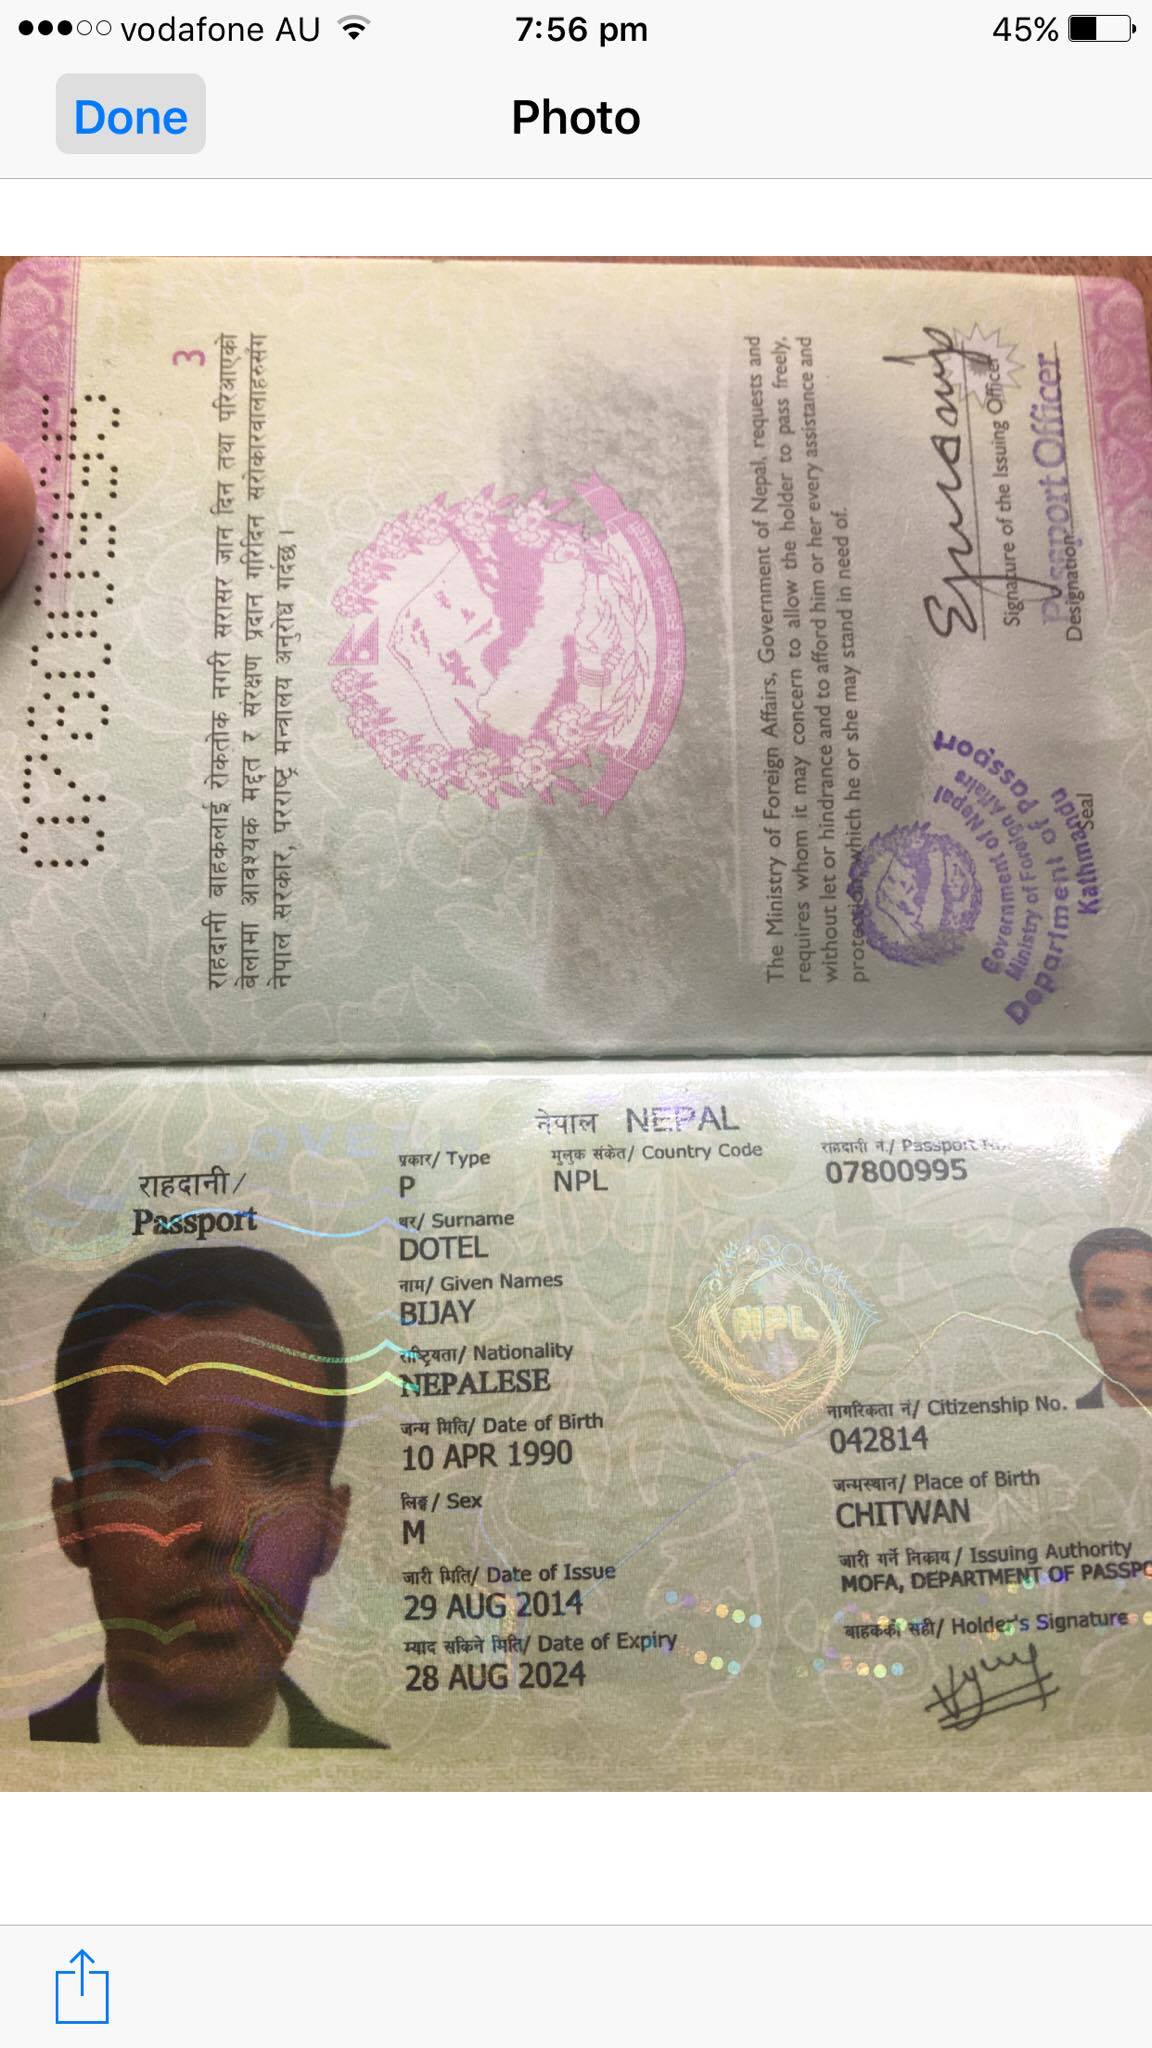 vodafone AU
7:56 pm
45%
Done
Photo
3
राहदानी बाहकलाई रोकतोक नगरी सरासर जान दिन तथा परिआएको
बेलामा आवश्यक मद्दत र संरक्षण प्रदान गरिदिन सरोकारवालाहरुसंग
नेपाल सरकार, परराष्ट्र मन्त्रालय अनुरोध गर्दछ ।
The Ministry of Foreign Affairs, Government of Nepal, requests and
requires whom it may concern to allow the holder to pass freely,
without let or hindrance and to afford him or her every assistance and
protection which he or she may stand in need of.
Signature of the Issuing Officer
Passport Officer
Designation
Government of Nepal
Ministry of Foreign Affairs
Department of Passport
Kathmandu
Seal
नेपाल NEPAL
राहदानी/
Passport
प्रकार/ Type
P
मुलुक संकेत/ Country Code
NPL
राहदानी नं./ Passport
07800995
थर/ Surname
DOTEL
नाम/ Given Names
BIJAY
राष्ट्रियता/ Nationality
NEPALESE
जन्म मिति/ Date of Birth
10 APR 1990
लिङ्ग/ Sex
M
जारी मिति/ Date of Issue
29 AUG 2014
म्याद सकिने मिति/ Date of Expiry
28 AUG 2024
NPL
नागरिकता नं/ Citizenship No.
042814
जन्मस्थान/ Place of Birth
CHITWAN
जारी गर्ने निकाय/ Issuing Authority
MOFA, DEPARTMENT OF PASSPO
बाहकको सही/ Holder's Signature